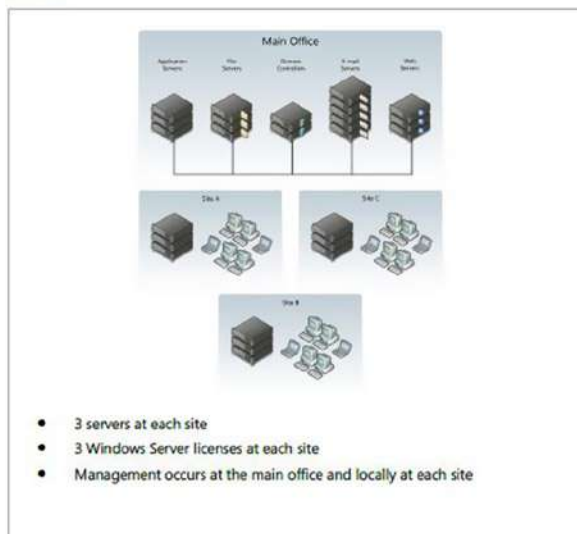 Main Office
Application Servers
File Servers
Domain Controllers
E-mail Servers
Web Servers
Site A
Site C
Site B
3 servers at each site
3 Windows Server licenses at each site
Management occurs at the main office and locally at each site